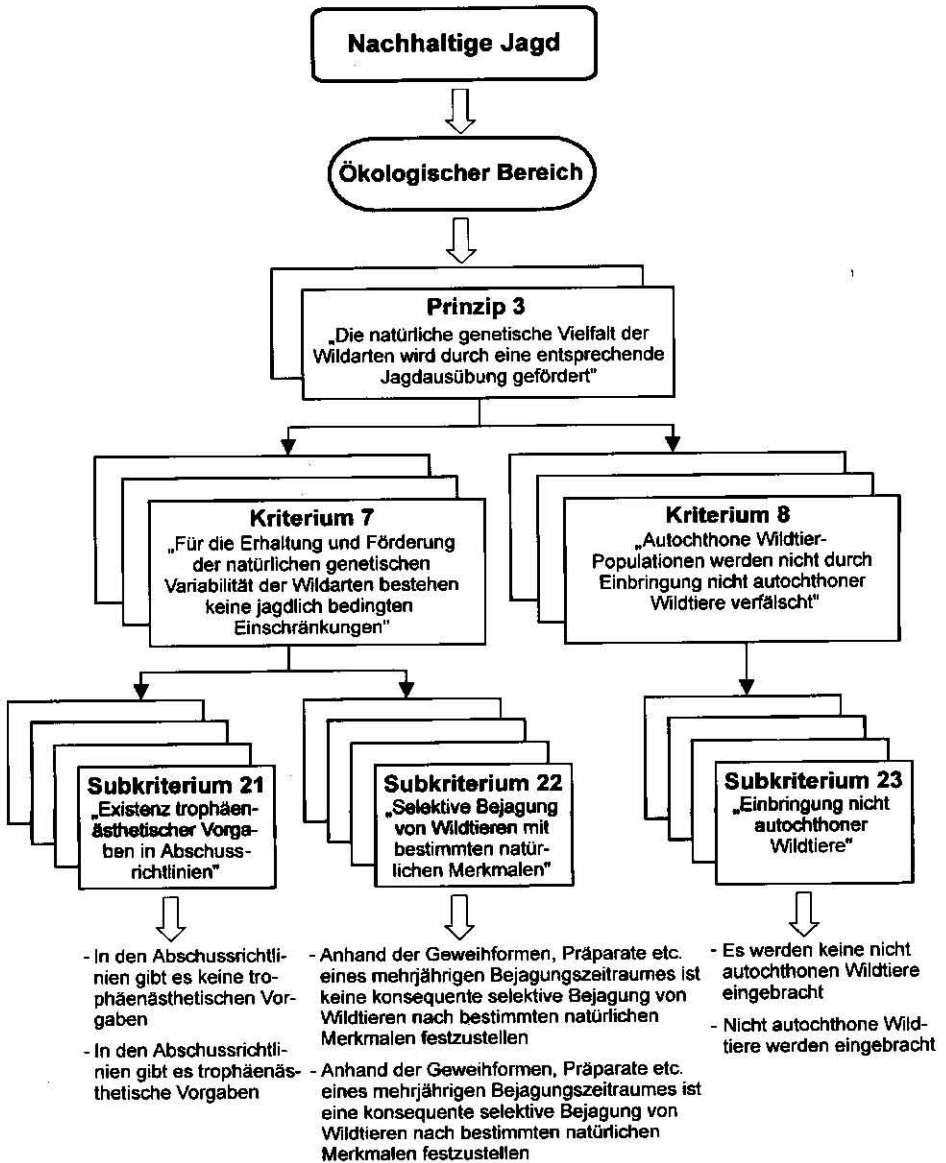 Nachhaltige Jagd
Ökologischer Bereich
Prinzip 3
„Die natürliche genetische Vielfalt der
Wildarten wird durch eine entsprechende
Jagdausübung gefördert"
Kriterium 7
„Für die Erhaltung und Förderung
der natürlichen genetischen
Variabilität der Wildarten bestehen
keine jagdlich bedingten
Einschränkungen"
Kriterium 8
„Autochthone Wildtier-
Populationen werden nicht durch
Einbringung nicht autochthoner
Wildtiere verfälscht"
Subkriterium 21
„Existenz trophäen-
ästhetischer Vorga-
ben in Abschuss-
richtlinien"
Subkriterium 22
„Selektive Bejagung
von Wildtieren mit
bestimmten natür-
lichen Merkmalen"
Subkriterium 23
„Einbringung nicht
autochthoner
Wildtiere"
- In den Abschussrichtli-
nien gibt es keine tro-
phäenästhetischen Vor-
gaben
- In den Abschussrichtli-
nien gibt es trophäenäs-
thetische Vorgaben
- Anhand der Geweihformen, Präparate etc.
eines mehrjährigen Bejagungszeitraumes ist
keine konsequente selektive Bejagung von
Wildtieren nach bestimmten natürlichen
Merkmalen festzustellen
- Anhand der Geweihformen, Präparate etc.
eines mehrjährigen Bejagungszeitraumes ist
eine konsequente selektive Bejagung von
Wildtieren nach bestimmten natürlichen
Merkmalen festzustellen
- Es werden keine nicht
autochthonen Wildtiere
eingebracht
- Nicht autochthone Wild-
tiere werden eingebracht